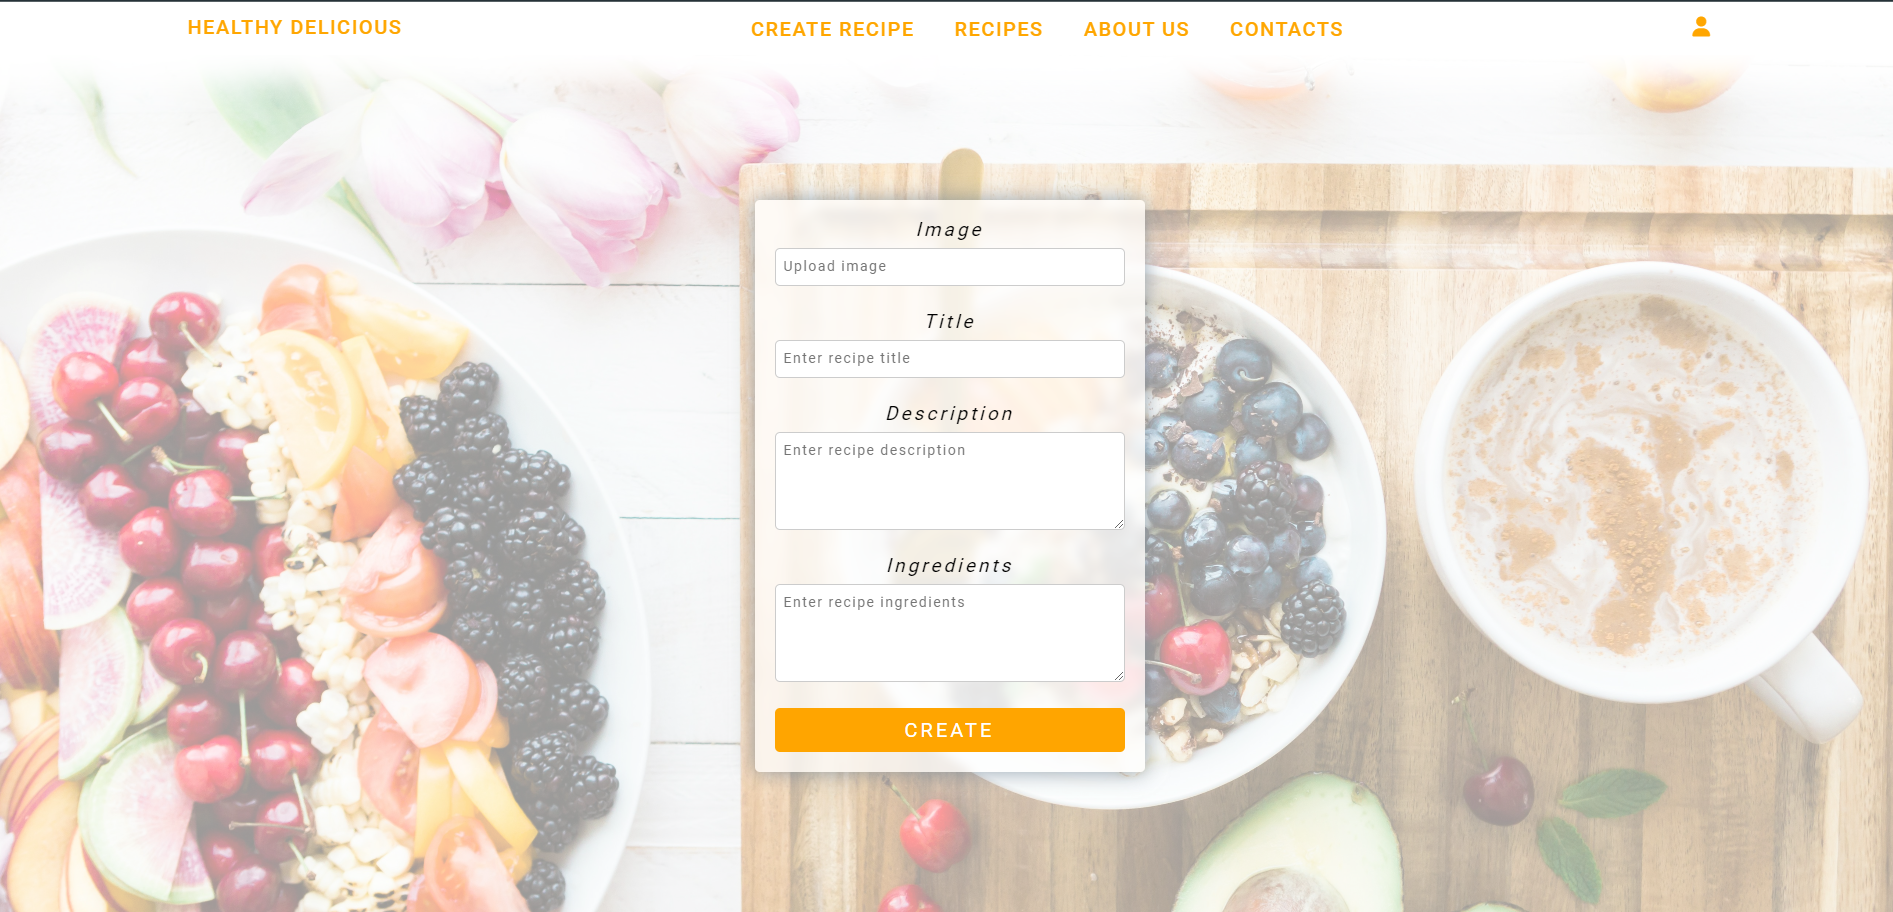 HEALTHY DELICIOUS
CREATE RECIPE RECIPES ABOUT US CONTACTS
Image
Upload image
Title
Enter recipe title
Description
Enter recipe description
Ingredients
Enter recipe ingredients
CREATE